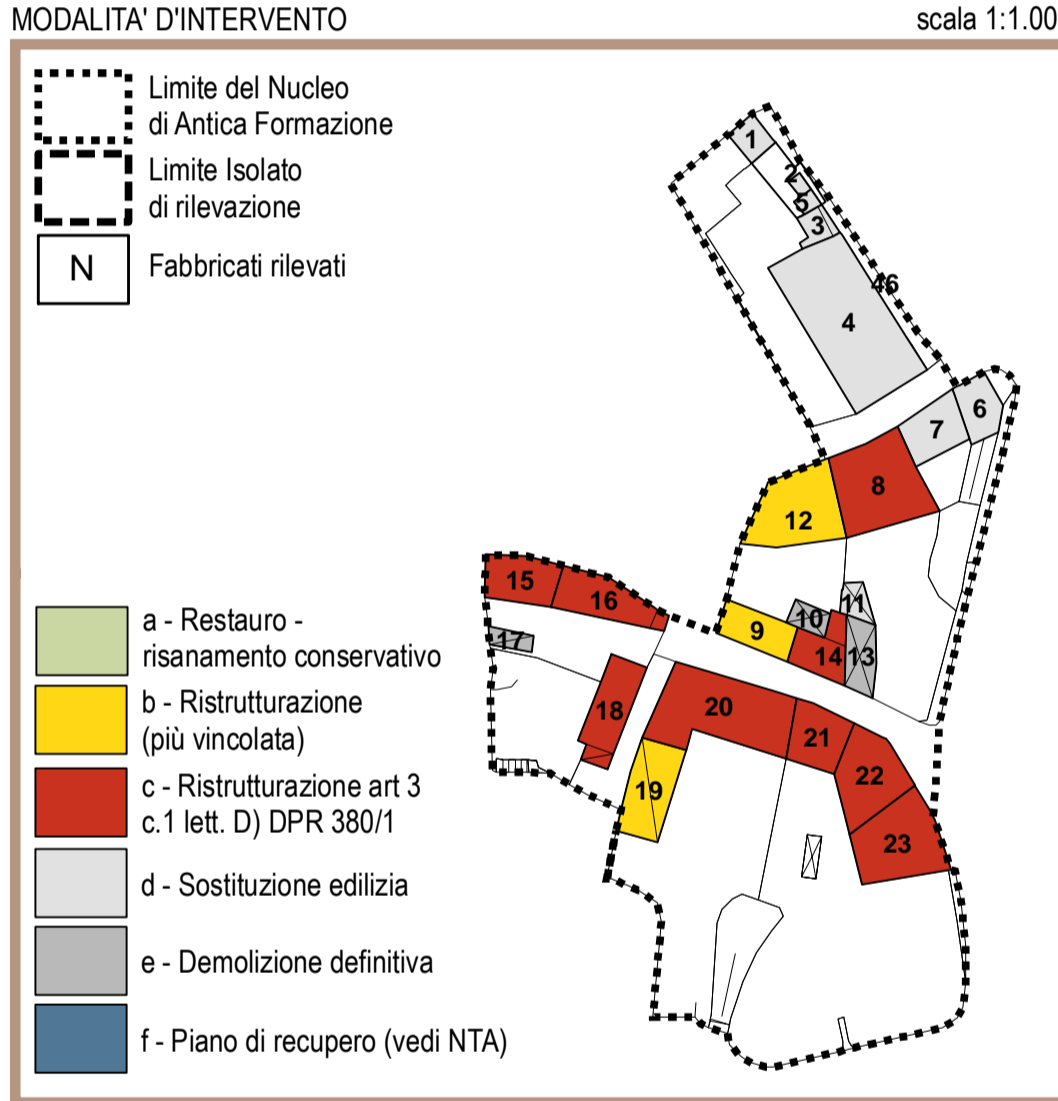 MODALITA' D'INTERVENTO scala 1:1.00
Limite del Nucleo
di Antica Formazione
Limite Isolato
di rilevazione
N Fabbricati rilevati
1
2
5
3
46
4
6
7
8
12
15
16
11
10
9
17
14
13
18
20
21
22
19
23
a - Restauro -
risanamento conservativo
b - Ristrutturazione
(più vincolata)
c - Ristrutturazione art 3
c.1 lett. D) DPR 380/1
d - Sostituzione edilizia
e - Demolizione definitiva
f - Piano di recupero (vedi NTA)